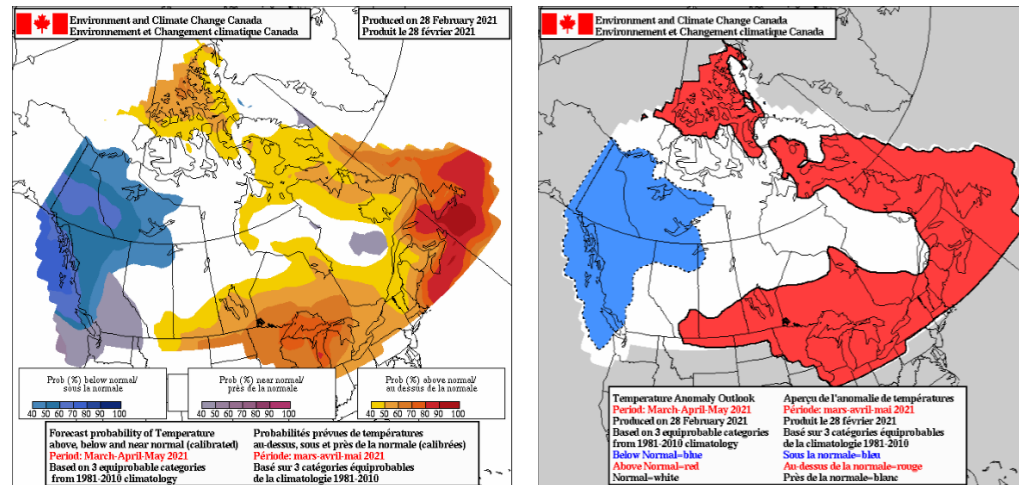 Environment and Climate Change Canada
Environnement et Changement climatique Canada
Produced on 28 February 2021
Produit le 28 février 2021
Prob (%) below normal/
sous la normale
40 50 60 70 80 90 100
Prob (%) near normal/
près de la normale
40 50 60 70 80 90 100
Prob (%) above normal/
au dessus de la normale
40 50 60 70 80 90 100
Forecast probability of Temperature
above, below and near normal (calibrated)
Period: March-April-May 2021
Based on 3 equiprobable categories
from 1981-2010 climatology
Probabilités prévues de températures
au-dessus, sous et près de la normale (calibrées)
Période: mars-avril-mai 2021
Basé sur 3 catégories équiprobables
de la climatologie 1981-2010
Environment and Climate Change Canada
Environnement et Changement climatique Canada
Temperature Anomaly Outlook
Period: March-April-May 2021
Produced on 28 February 2021
Based on 3 equiprobable categories
from 1981-2010 climatology
Below Normal=blue
Above Normal=red
Normal=white
Aperçu de l'anomalie de températures
Période: mars-avril-mai 2021
Produit le 28 février 2021
Basé sur 3 catégories équiprobables
de la climatologie 1981-2010
Sous la normale=bleu
Au-dessus de la normale=rouge
Près de la normale=blanc